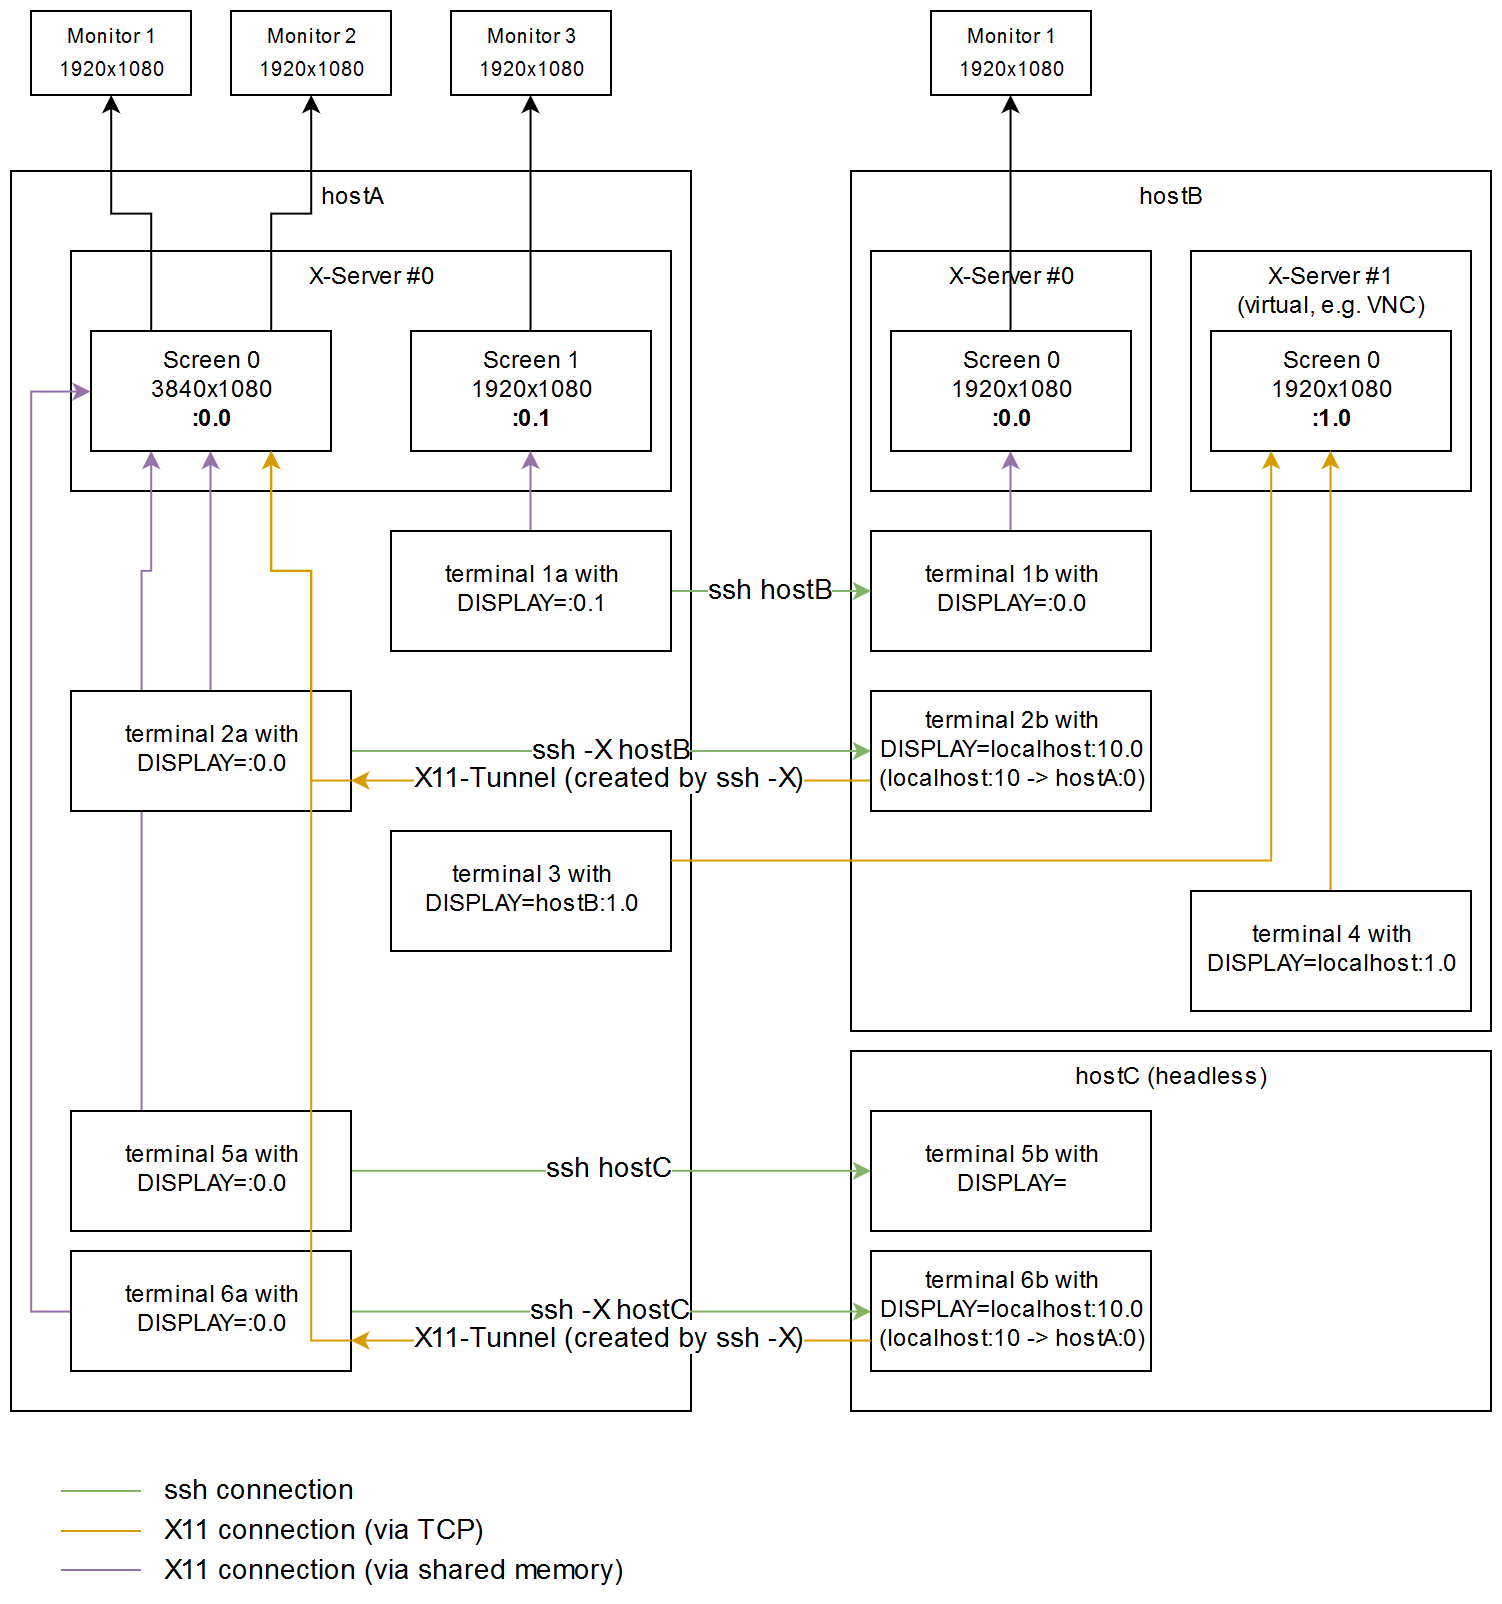 Monitor 1
1920x1080
Monitor 2
1920x1080
Monitor 3
1920x1080
Monitor 1
1920x1080
hostA
X-Server #0
Screen 0
3840x1080
:0.0
Screen 1
1920x1080
:0.1
hostB
X-Server #0
Screen 0
1920x1080
:0.0
X-Server #1
(virtual, e.g. VNC)
Screen 0
1920x1080
:1.0
terminal 1a with
DISPLAY=:0.1
ssh hostB
terminal 1b with
DISPLAY=:0.0
terminal 2a with
DISPLAY=:0.0
ssh -X hostB
X11-Tunnel (created by ssh -X)
terminal 2b with
DISPLAY=localhost:10.0
(localhost:10 -> hostA:0)
terminal 3 with
DISPLAY=hostB:1.0
terminal 4 with
DISPLAY=localhost:1.0
hostC (headless)
terminal 5a with
DISPLAY=:0.0
ssh hostC
terminal 5b with
DISPLAY=
terminal 6a with
DISPLAY=:0.0
ssh -X hostC
X11-Tunnel (created by ssh -X)
terminal 6b with
DISPLAY=localhost:10.0
(localhost:10 -> hostA:0)
ssh connection
X11 connection (via TCP)
X11 connection (via shared memory)